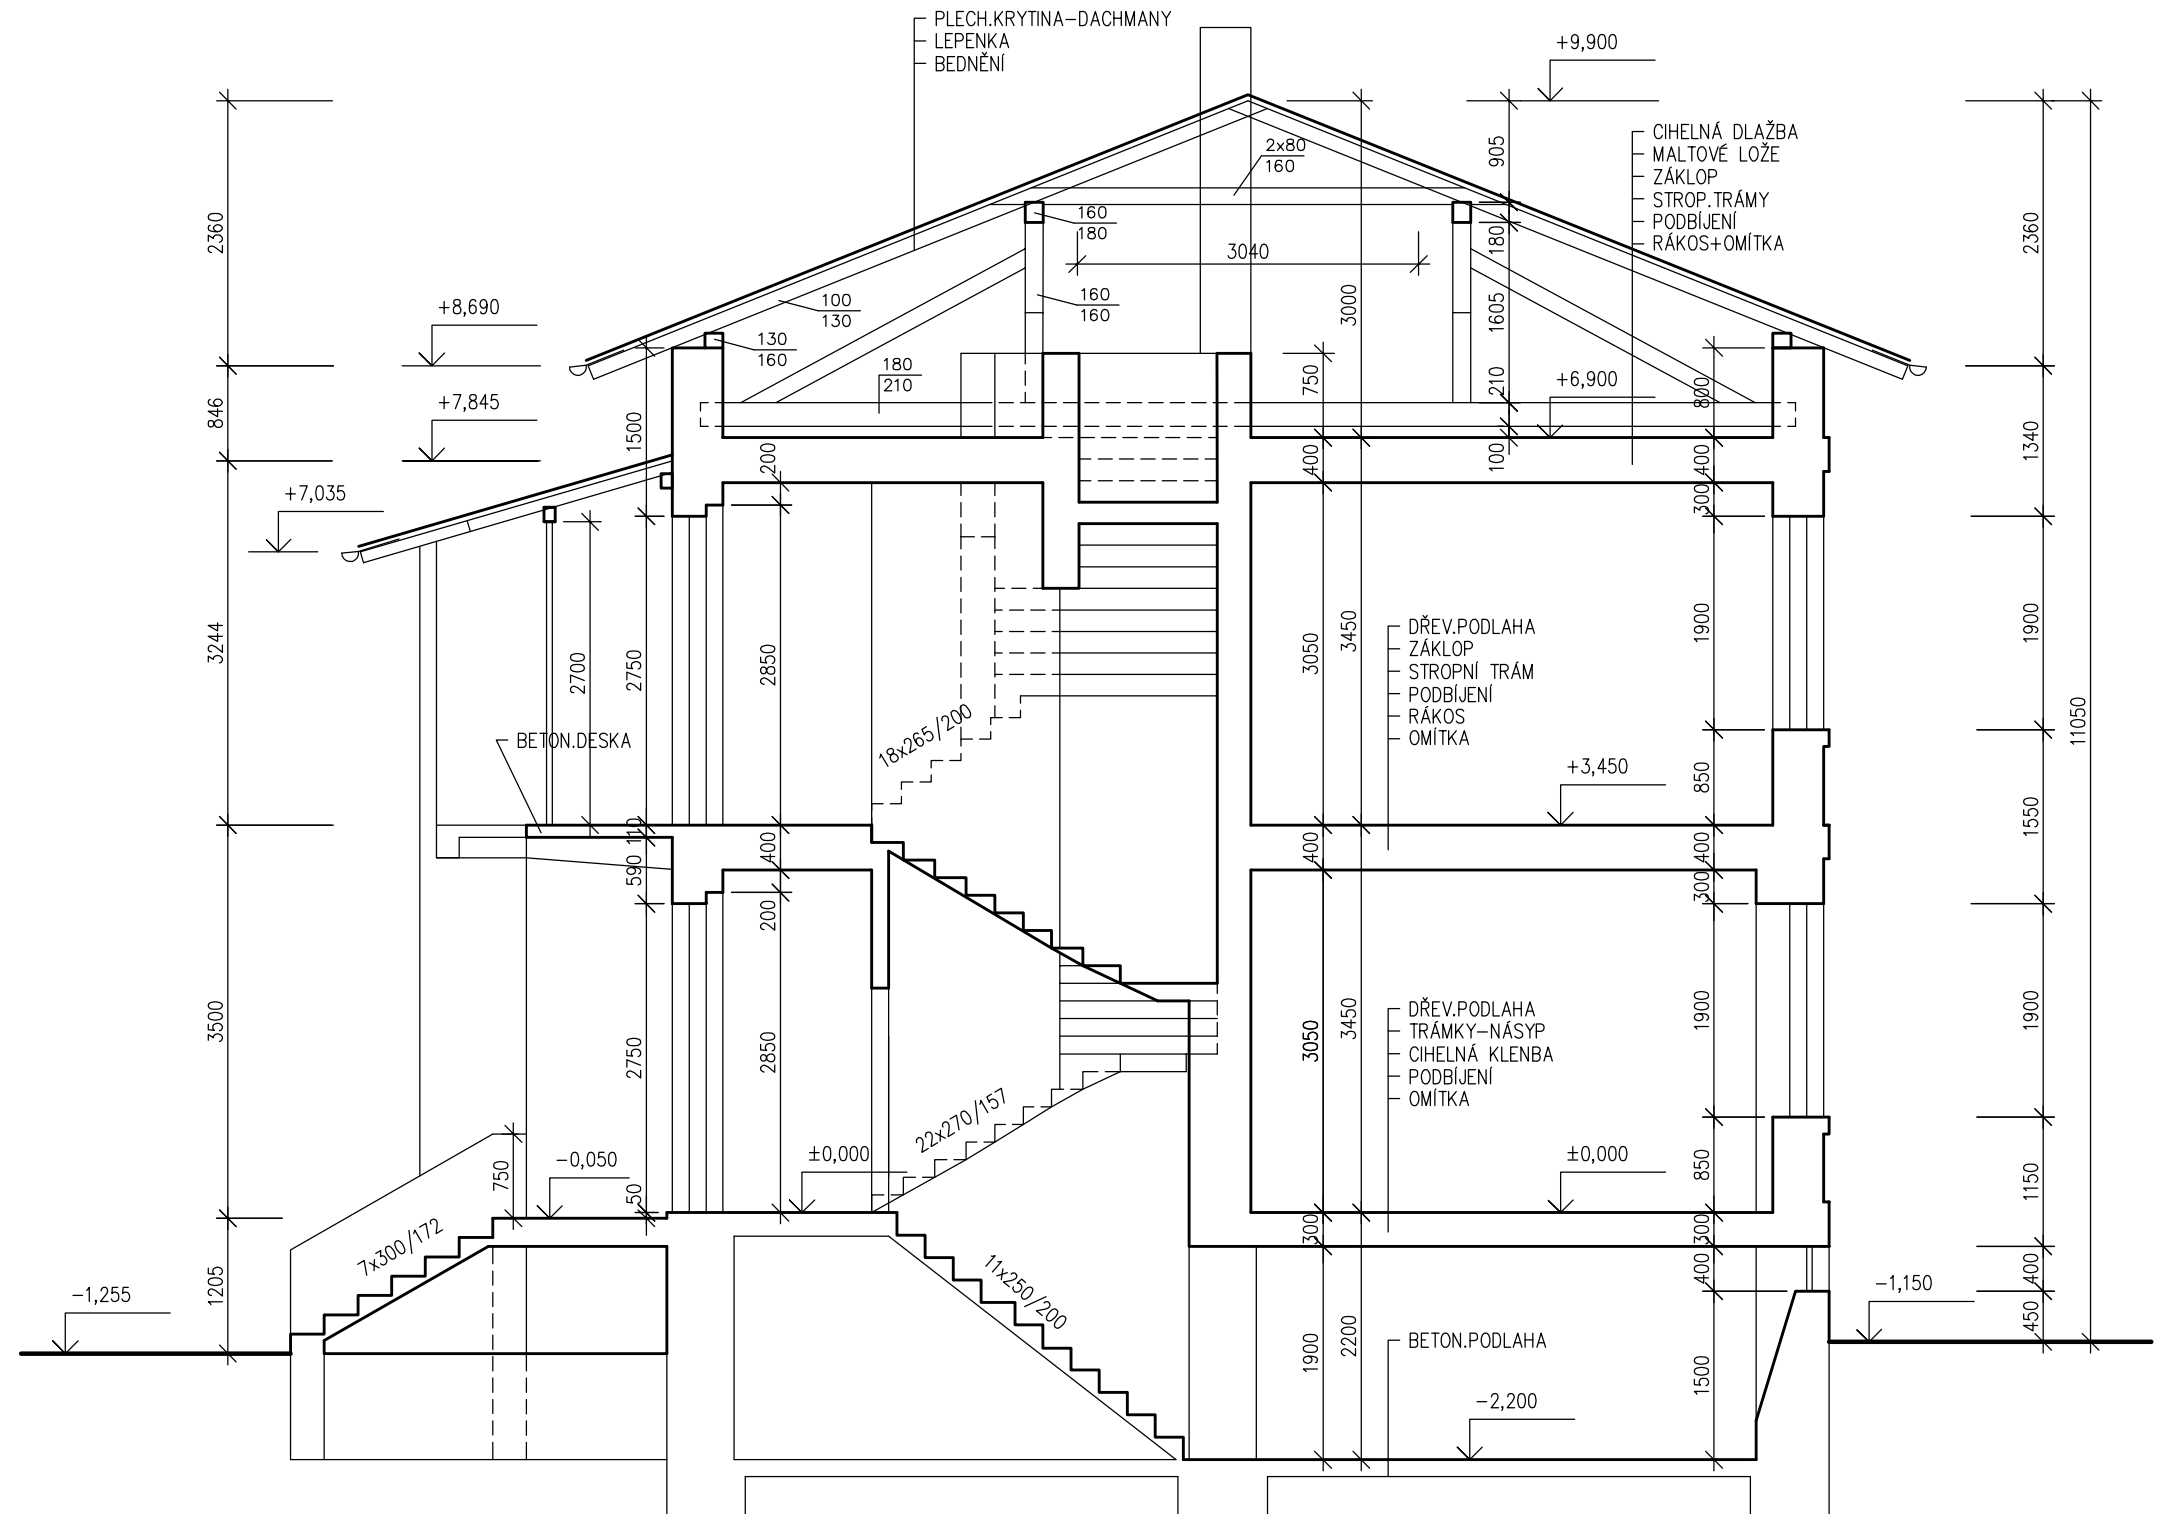 PLECH.KRYTINA-DACHMANY
LEPENKA
BEDNĚNÍ
+9,900
CIHELNÁ DLAŽBA
MALTOVÉ LOŽE
ZÁKLOP
STROP.TRÁMY
PODBÍJENÍ
RÁKOS+OMÍTKA
2x80
160
905
160
180
3040
180
2360
2360
+8,690
100
130
160
160
3000
1605
130
160
180
210
750
210
+6,900
800
846
+7,845
1500
200
400
100
400
1340
+7,035
300
3244
2700
2750
2850
3050
3450
DŘEV.PODLAHA
ZÁKLOP
STROPNÍ TRÁM
PODBÍJENÍ
RÁKOS
OMÍTKA
1900
1900
11050
BETON.DESKA
18x265/200
+3,450
850
1550
110
590
400
400
400
300
200
3500
2750
2850
3050
3450
DŘEV.PODLAHA
TRÁMKY-NÁSYP
CIHELNÁ KLENBA
PODBÍJENÍ
OMÍTKA
1900
1900
22x270/157
750
-0,050
±0,000
±0,000
850
1150
50
7x300/172
300
300
1205
-1,255
11x250/200
400
400
-1,150
450
1900
2200
BETON.PODLAHA
1500
-2,200